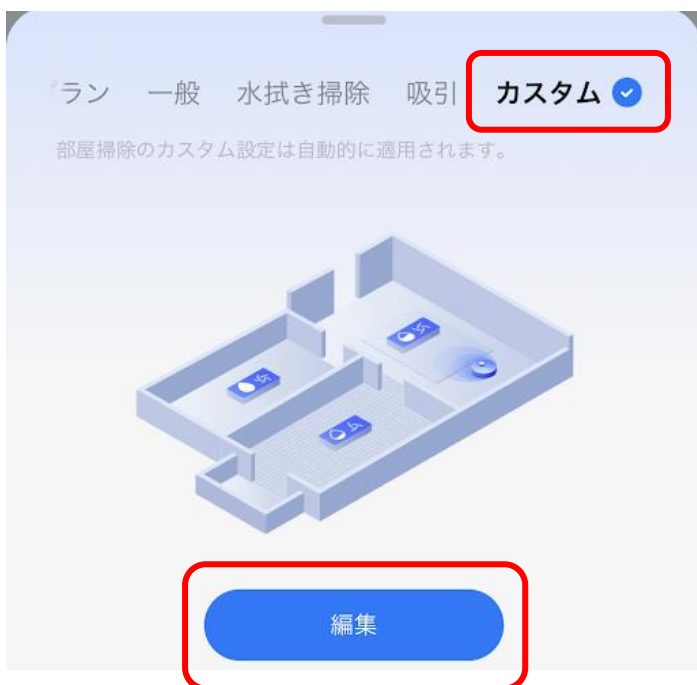 ラン 一般 水拭き掃除 吸引 カスタム
部屋掃除のカスタム設定は自動的に適用されます。
編集